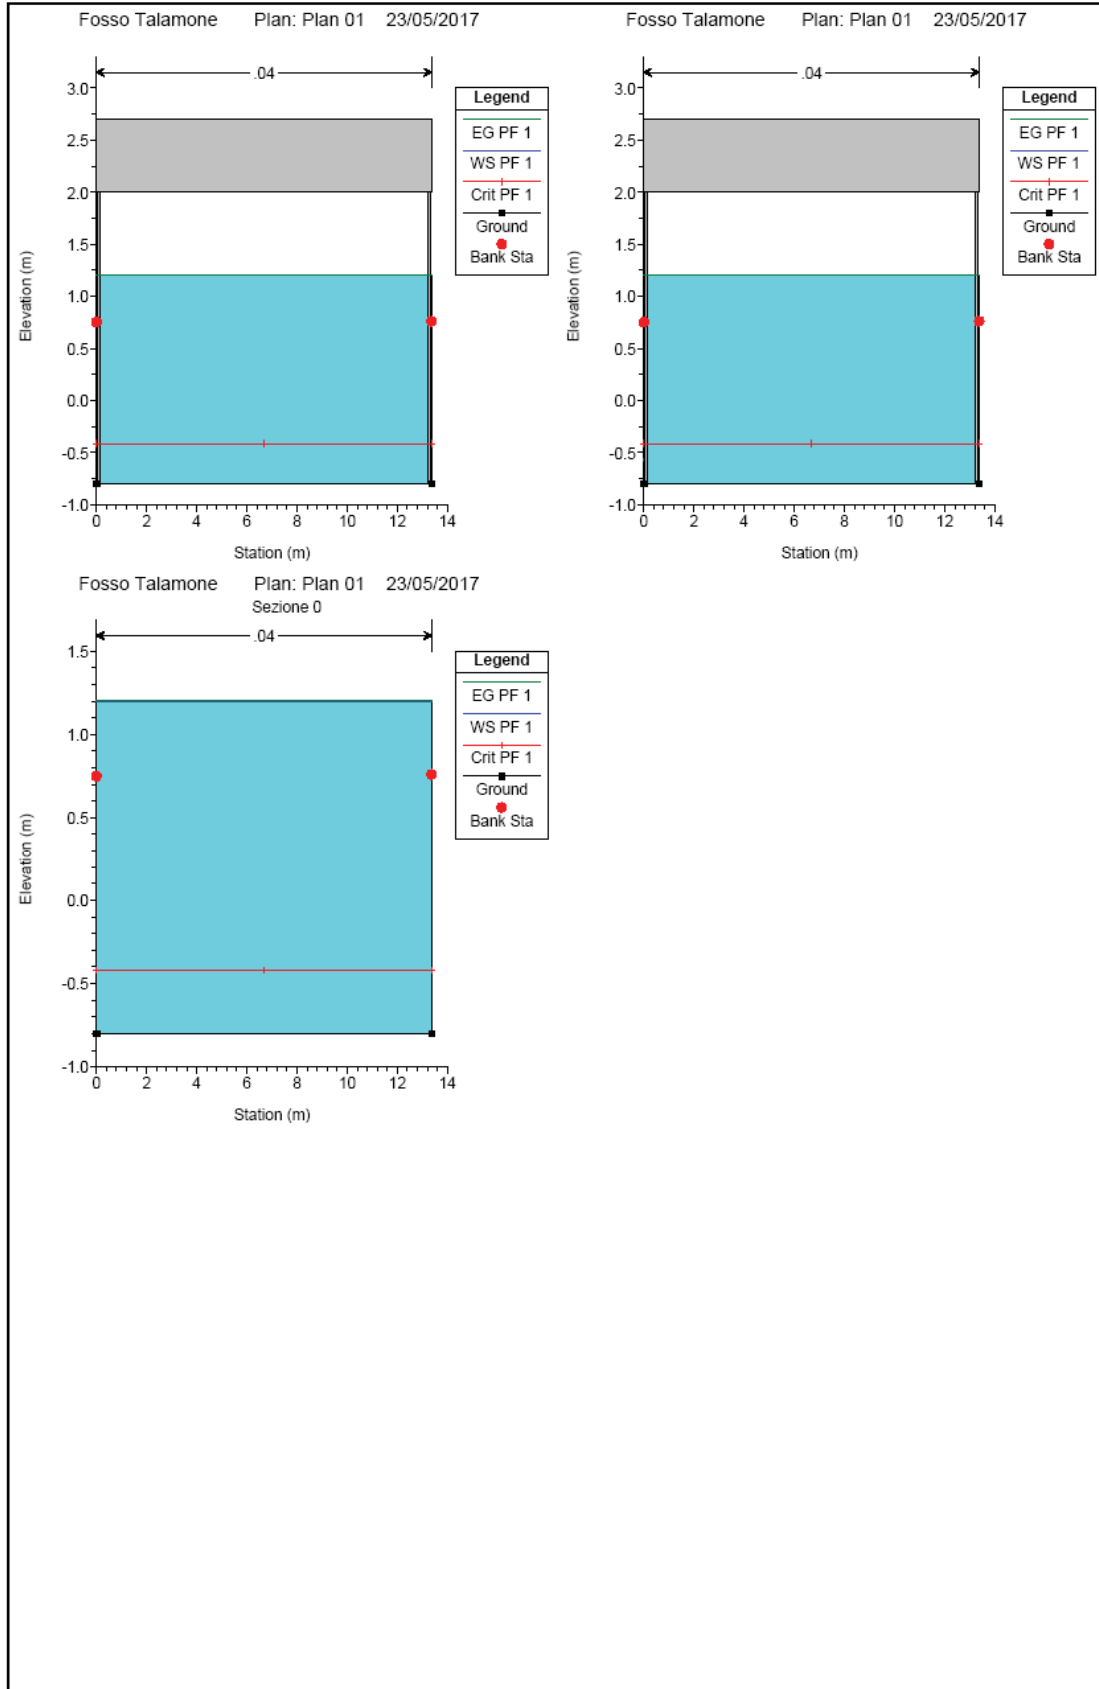 Fosso Talamone Plan: Plan 01 23/05/2017
.04
3.0
2.5
2.0
1.5
1.0
0.5
0.0
-0.5
-1.0
Elevation (m)
0 2 4 6 8 10 12 14
Station (m)
Legend
EG PF 1
WS PF 1
Crit PF 1
Ground
Bank Sta
Fosso Talamone Plan: Plan 01 23/05/2017
.04
3.0
2.5
2.0
1.5
1.0
0.5
0.0
-0.5
-1.0
Elevation (m)
0 2 4 6 8 10 12 14
Station (m)
Legend
EG PF 1
WS PF 1
Crit PF 1
Ground
Bank Sta
Fosso Talamone Plan: Plan 01 23/05/2017
Sezione 0
.04
1.5
1.0
0.5
0.0
-0.5
-1.0
Elevation (m)
0 2 4 6 8 10 12 14
Station (m)
Legend
EG PF 1
WS PF 1
Crit PF 1
Ground
Bank Sta